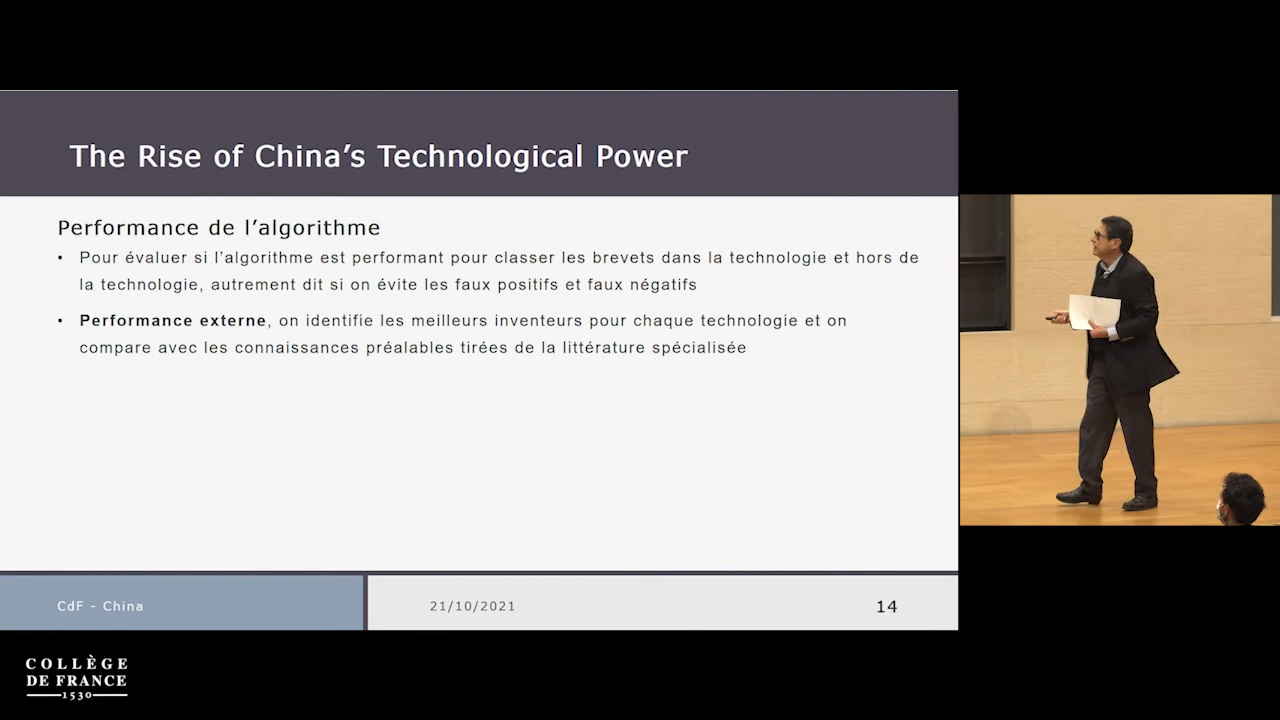 The Rise of China’s Technological Power
Performance de l’algorithme
• Pour évaluer si l’algorithme est performant pour classer les brevets dans la technologie et hors de
la technologie, autrement dit si on évite les faux positifs et faux négatifs
• Performance externe, on identifie les meilleurs inventeurs pour chaque technologie et on
compare avec les connaissances préalables tirées de la littérature spécialisée
CdF - China
21/10/2021
14
COLLÈGE
DE FRANCE
1530